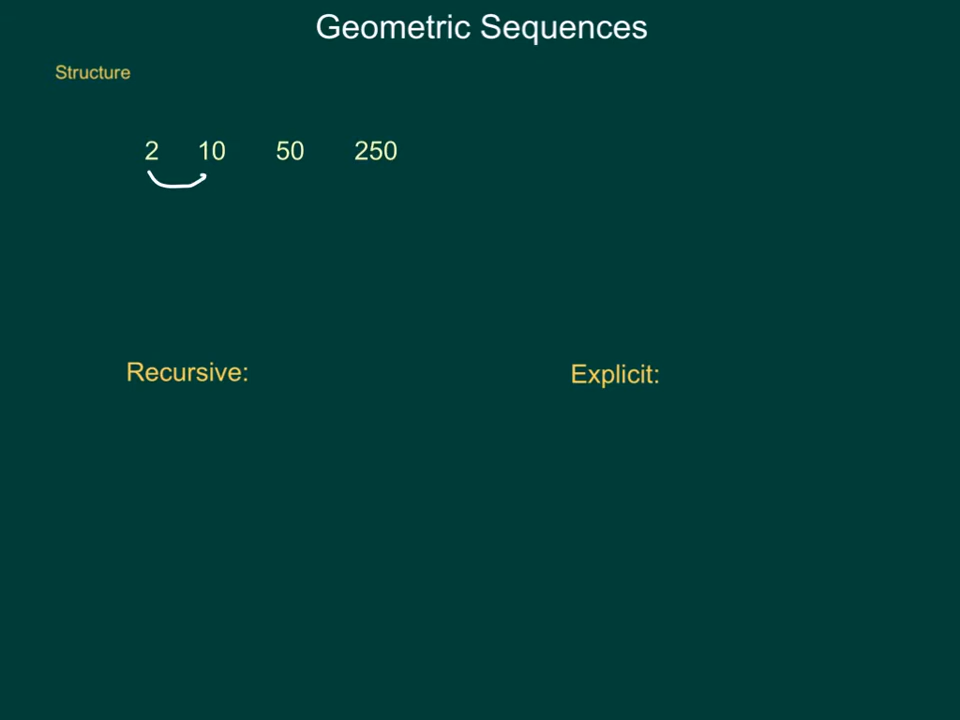 Geometric Sequences
Structure
2 10 50 250
Recursive:
Explicit: